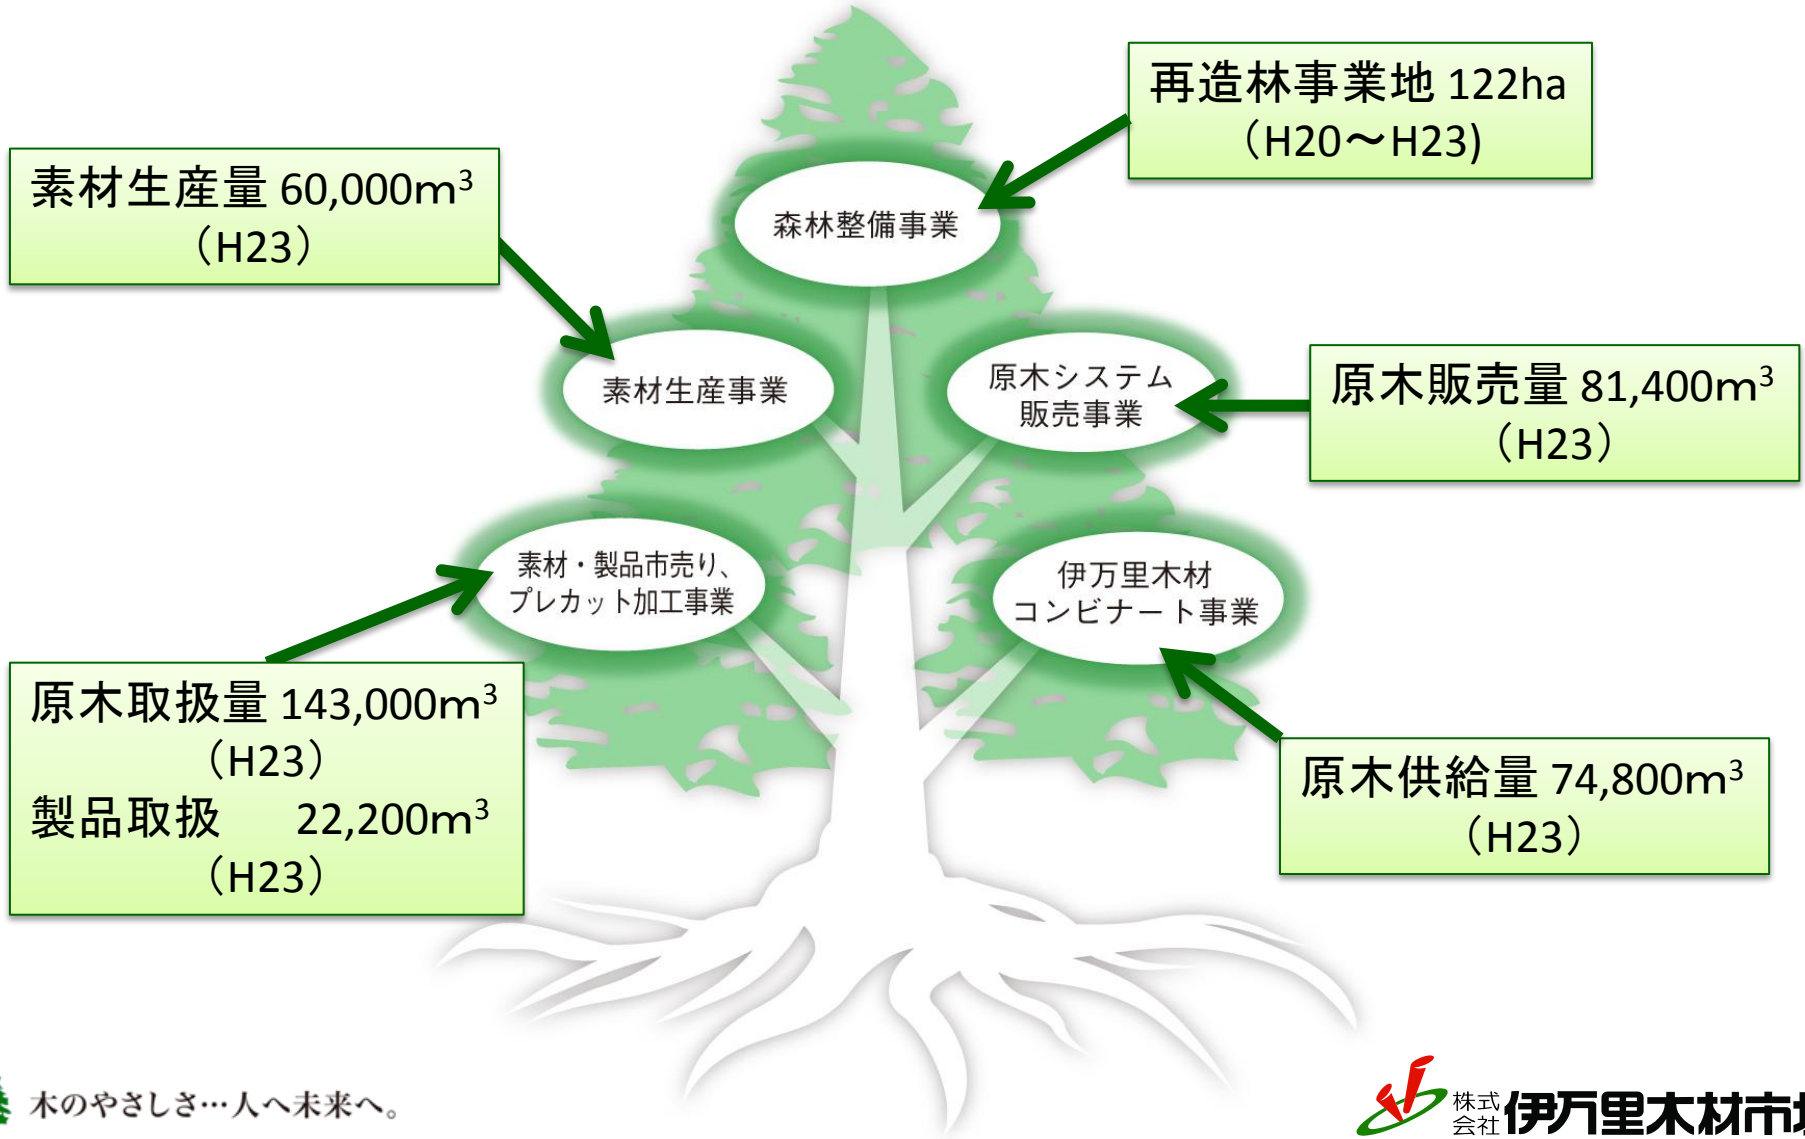 再造林事業地 122ha
（H20～H23)
素材生産量 60,000m³
（H23）
森林整備事業
素材生産事業
原木システム
販売事業
原木販売量 81,400m³
（H23）
素材・製品市売り、
プレカット加工事業
伊万里木材
コンビナート事業
原木取扱量 143,000m³
（H23）
製品取扱　 22,200m³
（H23）
原木供給量 74,800m³
（H23）
木のやさしさ…人へ未来へ。
株式
会社 伊万里木材市